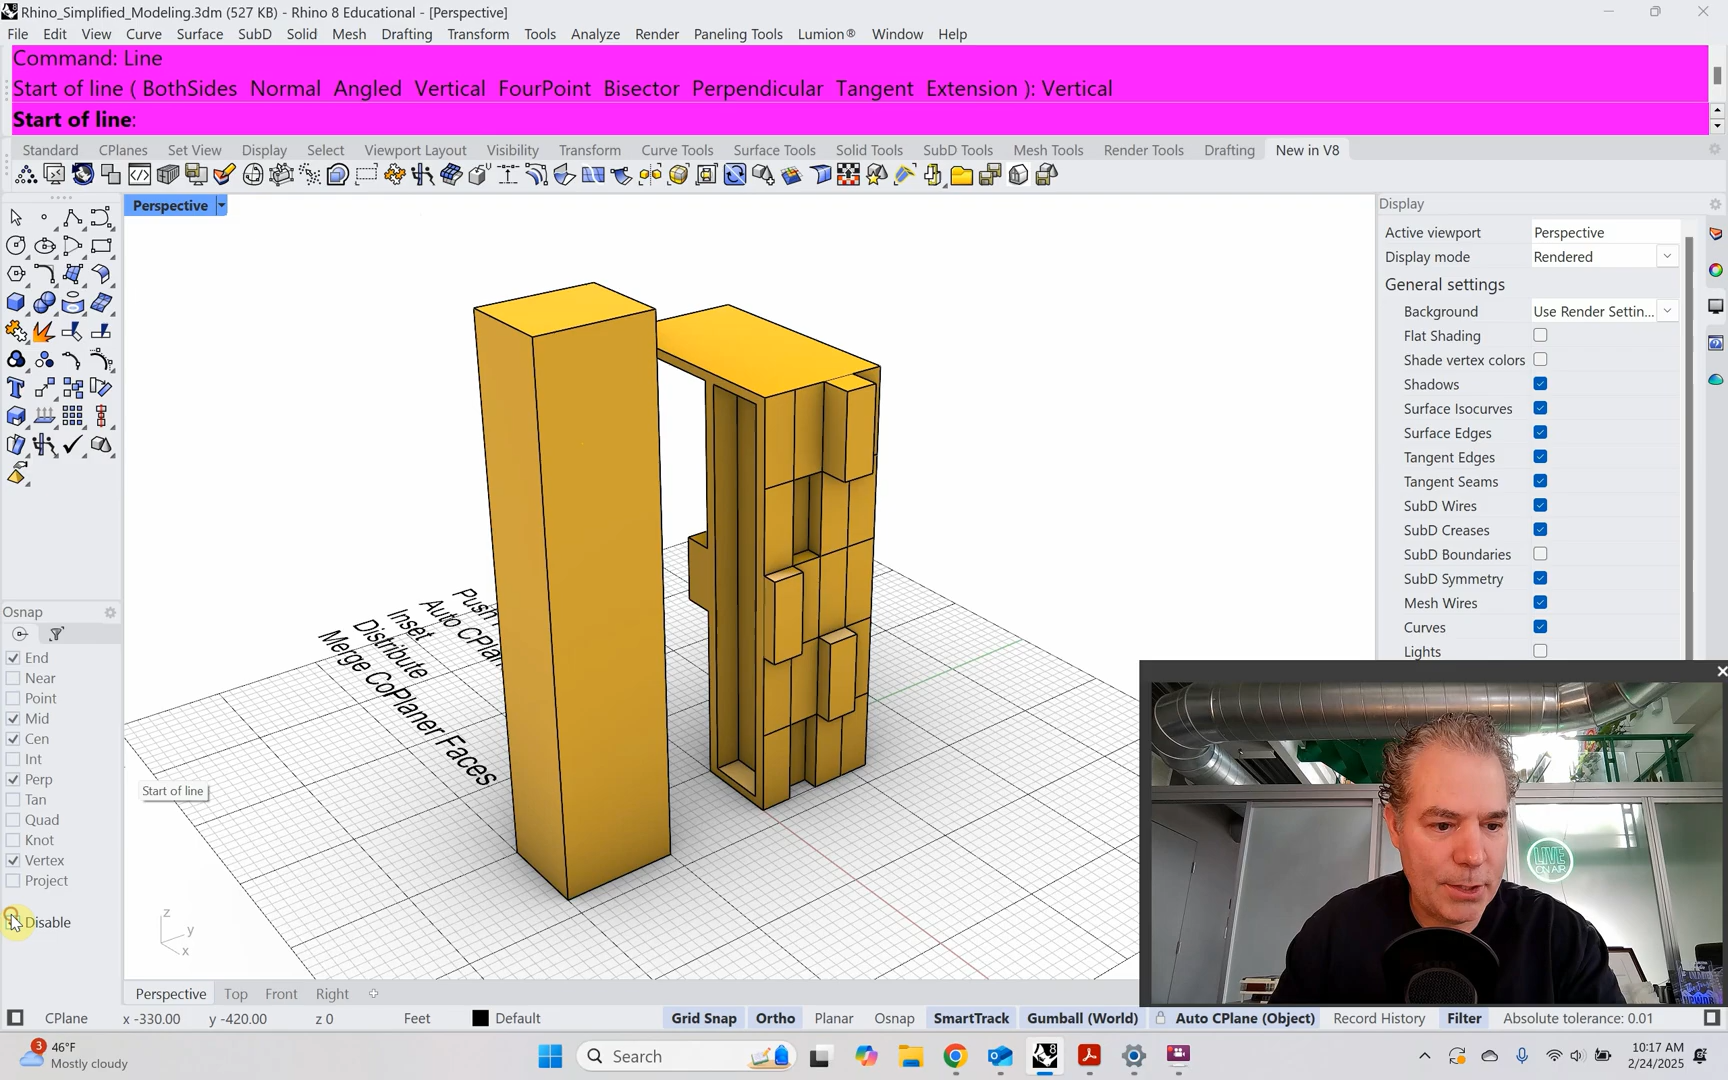 Rhino_Simplified_Modeling.3dm (527 KB) - Rhino 8 Educational - [Perspective]
File Edit View Curve Surface SubD Solid Mesh Drafting Transform Tools Analyze Render Paneling Tools Lumion® Window Help
Command: Line
Start of line ( BothSides Normal Angled Vertical FourPoint Bisector Perpendicular Tangent Extension ): Vertical
Start of line:
Standard CPlanes Set View Display Select Viewport Layout Visibility Transform Curve Tools Surface Tools Solid Tools SubD Tools Mesh Tools Render Tools Drafting New in V8
Perspective
Display
Active viewport Perspective
Display mode Rendered
General settings
Background Use Render Settin...
Flat Shading
Shade vertex colors
Shadows
Surface Isocurves
Surface Edges
Tangent Edges
Tangent Seams
SubD Wires
SubD Creases
SubD Boundaries
SubD Symmetry
Mesh Wires
Curves
Lights
Push
Auto CPlan
Inset
Distribute
Merge CoPlaner Faces
Osnap
End
Near
Point
Mid
Cen
Int
Perp
Tan
Quad
Knot
Vertex
Project
Disable
Start of line
z
y
x
LIVE
ON AIR
Perspective Top Front Right
CPlane x -330.00 y -420.00 z 0 Feet Default Grid Snap Ortho Planar Osnap SmartTrack Gumball (World) Auto CPlane (Object) Record History Filter Absolute tolerance: 0.01
3
46°F
Mostly cloudy
Search
8
10:17 AM
2/24/2025